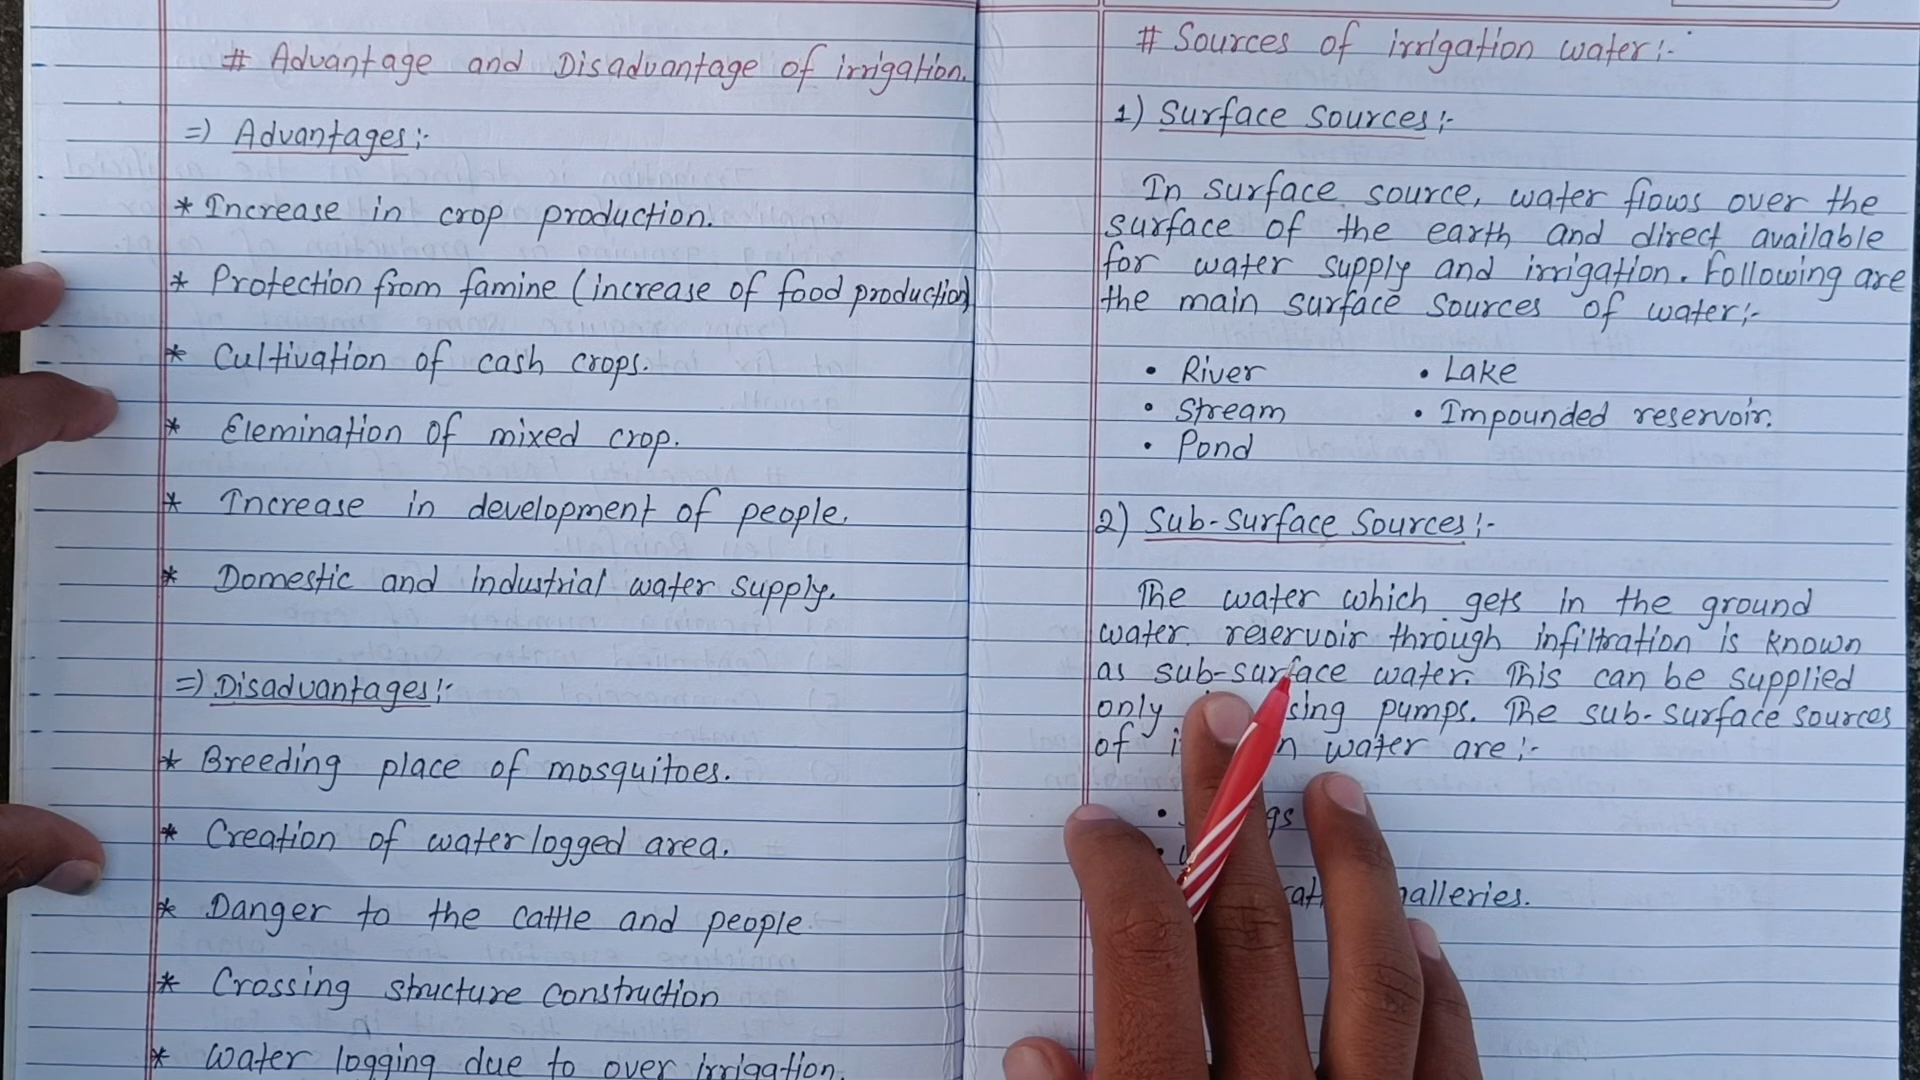 # Advantage and Disadvantage of irrigation.
=) Advantages:-
* Increase in crop production.
* Protection from famine (increase of food production)
* Cultivation of cash crops.
* Elemination of mixed crop.
* Increase in development of people.
* Domestic and industrial water supply.
=) Disadvantages:-
* Breeding place of mosquitoes.
* Creation of water logged area.
* Danger to the cattle and people
* Crossing structure construction
* Water logging due to over irrigation.
# Sources of irrigation water:-
1) Surface Sources:-
In surface source, water flows over the
surface of the earth and direct available
for water supply and irrigation. Following are
the main surface sources of water:-
• River
• Lake
• Stream
• Impounded reservoir.
• Pond
2) Sub-Surface Sources:-
The water which gets in the ground
water reservoir through infiltration is known
as sub-surface water. This can be supplied
only pumps. The sub-surface sources
of water are:-